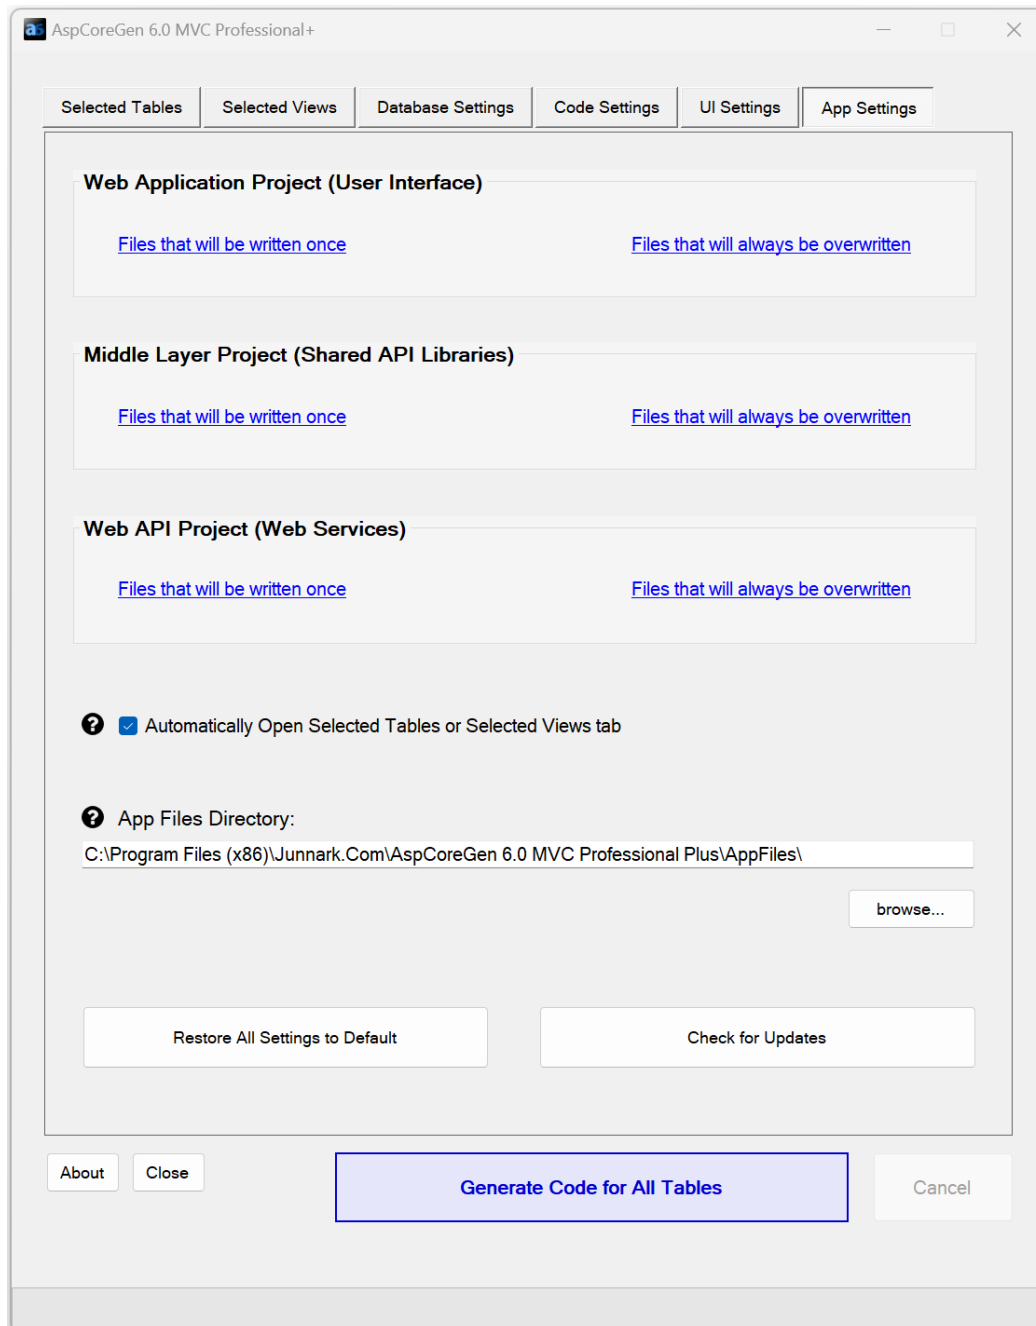 a6 AspCoreGen 6.0 MVC Professional+
Selected Tables Selected Views Database Settings Code Settings UI Settings App Settings
Web Application Project (User Interface)
Files that will be written once Files that will always be overwritten
Middle Layer Project (Shared API Libraries)
Files that will be written once Files that will always be overwritten
Web API Project (Web Services)
Files that will be written once Files that will always be overwritten
? Automatically Open Selected Tables or Selected Views tab
? App Files Directory:
C:\Program Files (x86)\Junnark.Com\AspCoreGen 6.0 MVC Professional Plus\AppFiles\
browse...
Restore All Settings to Default Check for Updates
About Close Generate Code for All Tables Cancel